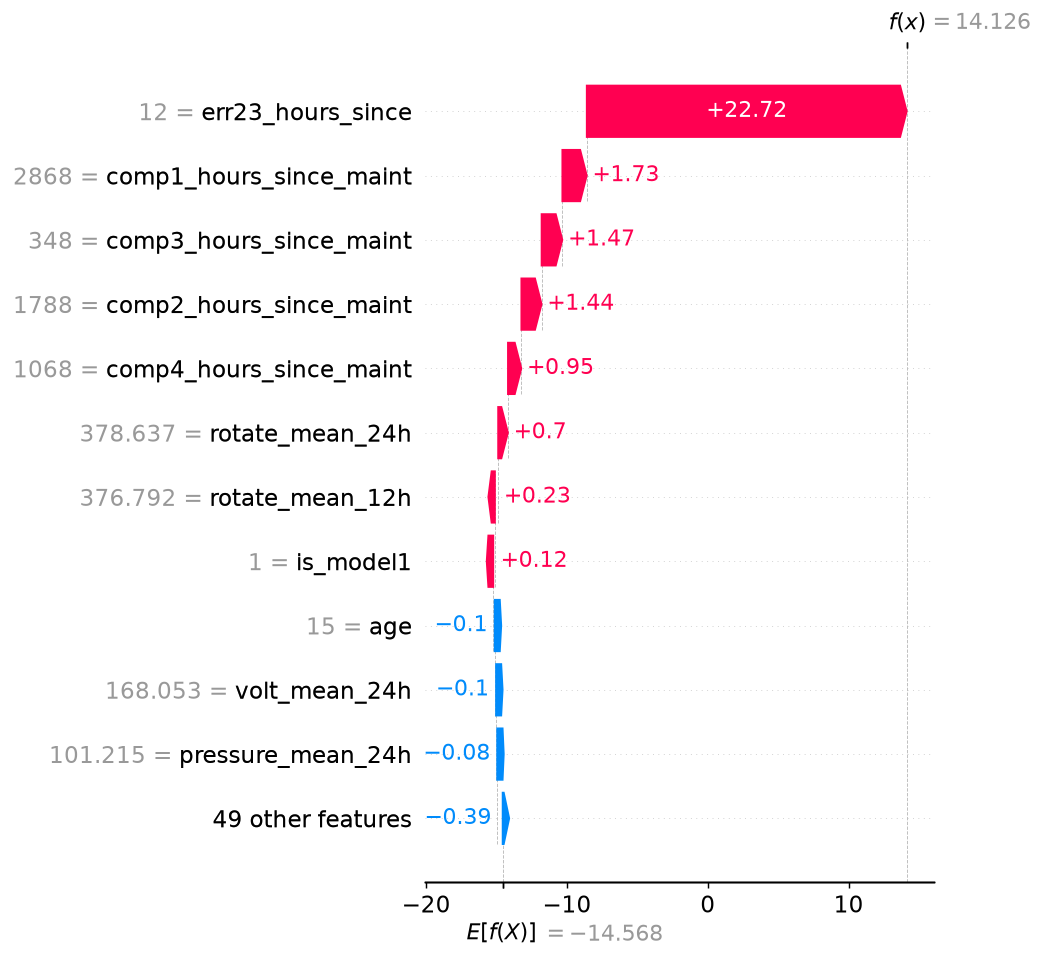 f(x) = 14.126
12 = err23_hours_since
+22.72
2868 = comp1_hours_since_maint
+1.73
348 = comp3_hours_since_maint
+1.47
1788 = comp2_hours_since_maint
+1.44
1068 = comp4_hours_since_maint
+0.95
378.637 = rotate_mean_24h
+0.7
376.792 = rotate_mean_12h
+0.23
1 = is_model1
+0.12
15 = age
−0.1
168.053 = volt_mean_24h
−0.1
101.215 = pressure_mean_24h
−0.08
49 other features
−0.39
−20 −10 0 10
E[f(X)] = −14.568